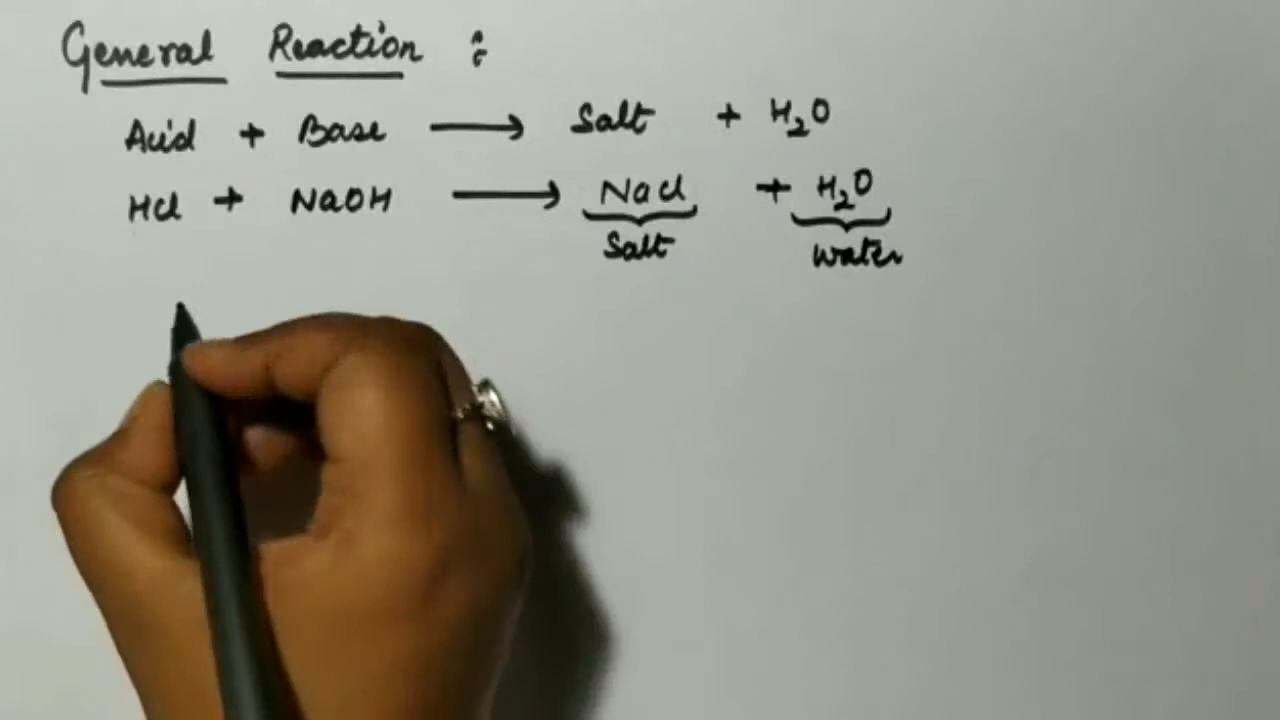 General Reaction :
Acid + Base ⟶ Salt + H₂O
HCl + NaOH ⟶ NaCl + H₂O
Salt water